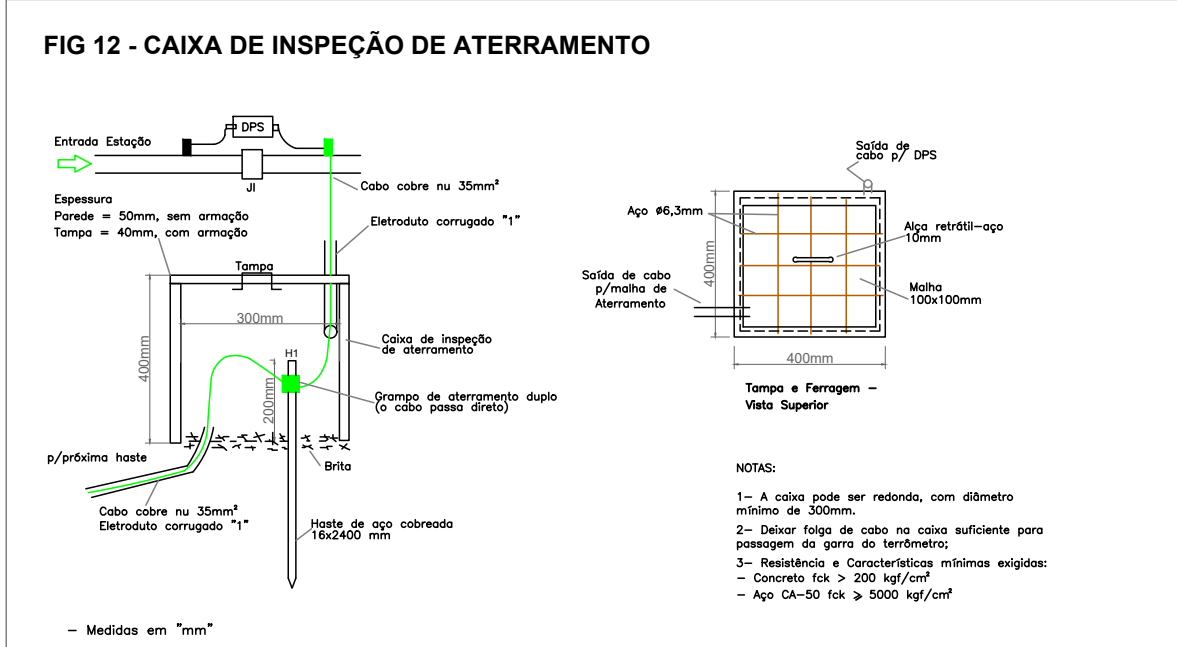 FIG 12 - CAIXA DE INSPEÇÃO DE ATERRAMENTO
DPS
Entrada Estação
JI
Cabo cobre nu 35mm²
Espessura
Parede = 50mm, sem armação
Tampa = 40mm, com armação
Eletroduto corrugado "1"
Tampa
300mm
400mm
Caixa de inspeção
de aterramento
H1
200mm
Grampo de aterramento duplo
(o cabo passa direto)
p/próxima haste
Brita
Cabo cobre nu 35mm²
Eletroduto corrugado "1"
Haste de aço cobreada
16x2400 mm
- Medidas em "mm"
Saída de
cabo p/ DPS
Aço ø6,3mm
Alça retrátil-aço
10mm
400mm
Saída de cabo
p/malha de
Aterramento
Malha
100x100mm
400mm
Tampa e Ferragem -
Vista Superior
NOTAS:
1- A caixa pode ser redonda, com diâmetro
mínimo de 300mm.
2- Deixar folga de cabo na caixa suficiente para
passagem da garra do terrômetro;
3- Resistência e Características mínimas exigidas:
- Concreto fck > 200 kgf/cm²
- Aço CA-50 fck ⩾ 5000 kgf/cm²